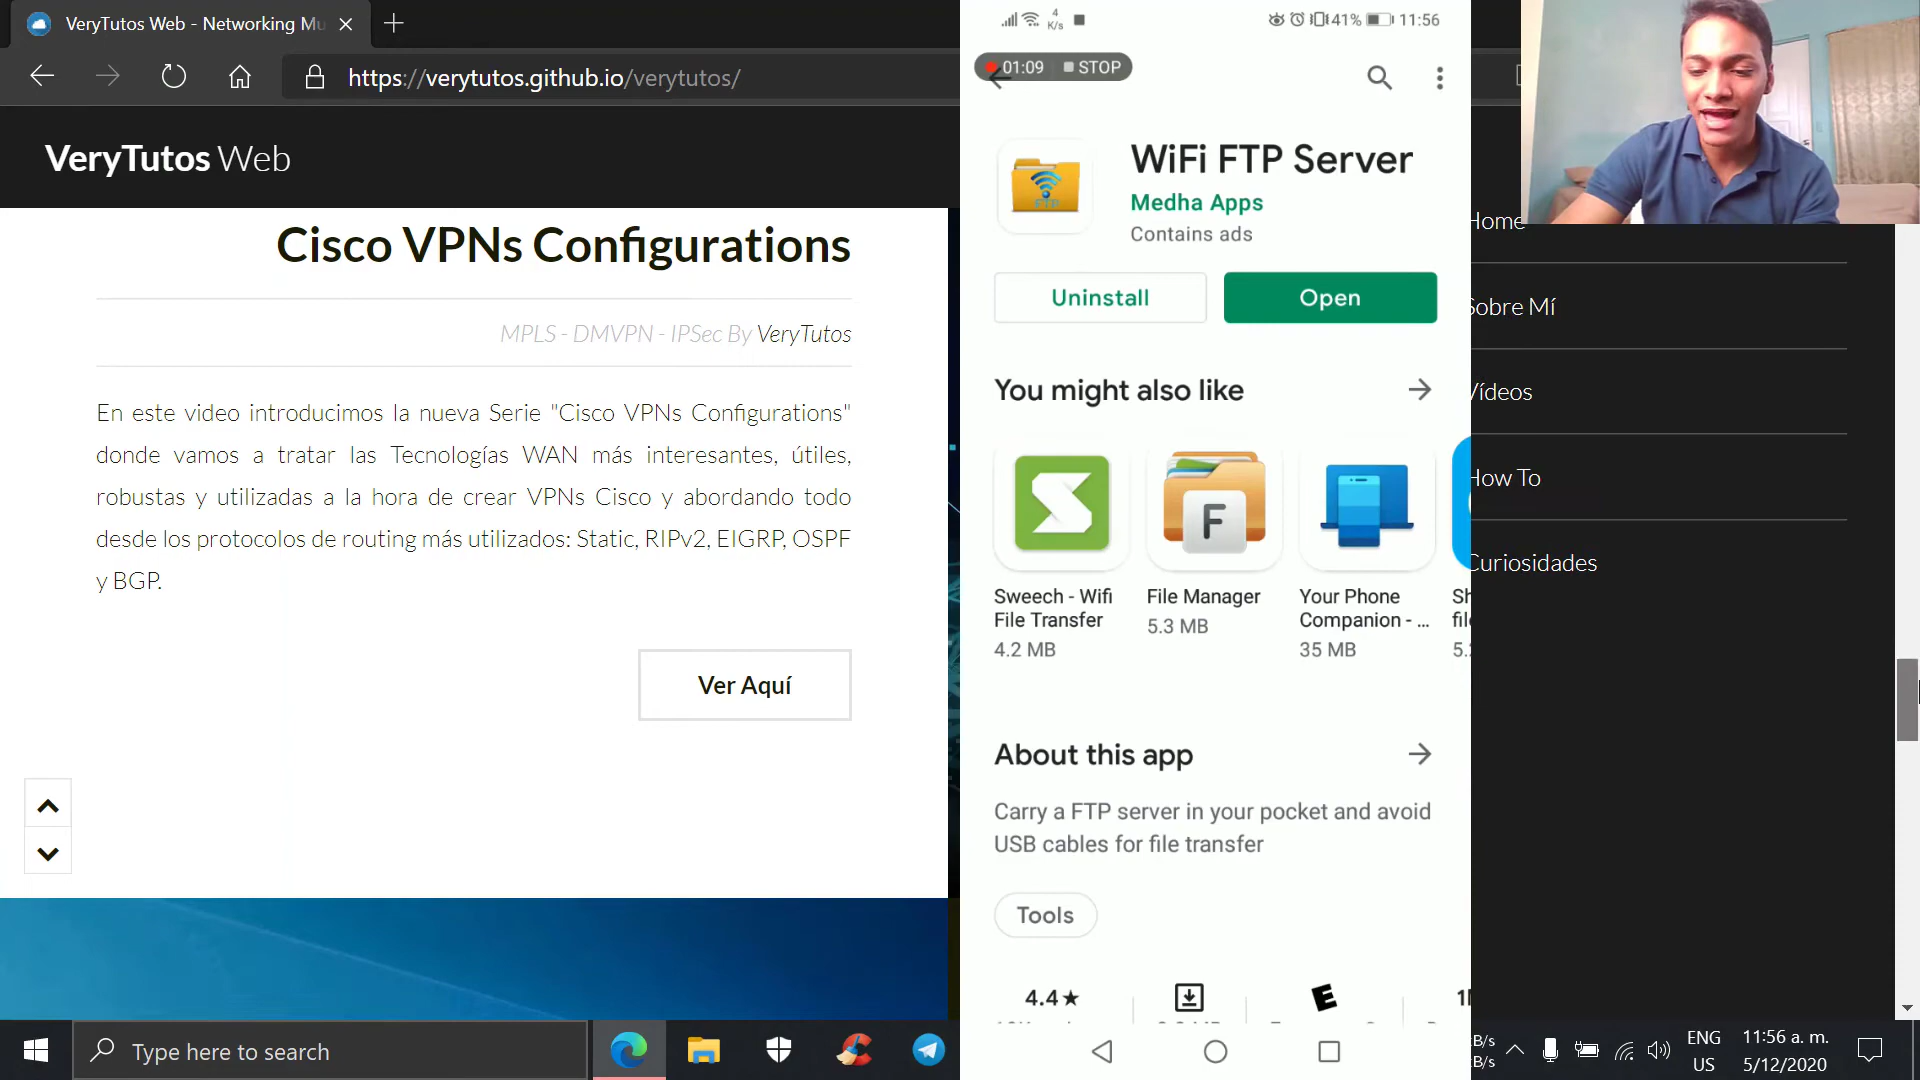 VeryTutos Web - Networking Mu
https://verytutos.github.io/verytutos/
VeryTutos Web
Cisco VPNs Configurations
MPLS - DMVPN - IPSec By VeryTutos
En este video introducimos la nueva Serie "Cisco VPNs Configurations"
donde vamos a tratar las Tecnologías WAN más interesantes, útiles,
robustas y utilizadas a la hora de crear VPNs Cisco y abordando todo
desde los protocolos de routing más utilizados: Static, RIPv2, EIGRP, OSPF
y BGP.
Ver Aquí
4
K/s
41%
11:56
01:09
STOP
WiFi FTP Server
Medha Apps
Contains ads
Uninstall
Open
You might also like
Sweech - Wifi
File Transfer
4.2 MB
File Manager
5.3 MB
Your Phone
Companion - ...
35 MB
About this app
Carry a FTP server in your pocket and avoid
USB cables for file transfer
Tools
4.4★
Home
Sobre Mí
Vídeos
How To
Curiosidades
Type here to search
B/s
B/s
ENG
US
11:56 a. m.
5/12/2020